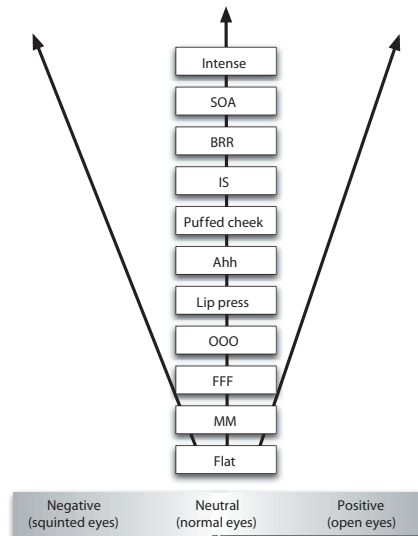 Intense
SOA
BRR
IS
Puffed cheek
Ahh
Lip press
OOO
FFF
MM
Flat
Negative
(squinted eyes)
Neutral
(normal eyes)
Positive
(open eyes)